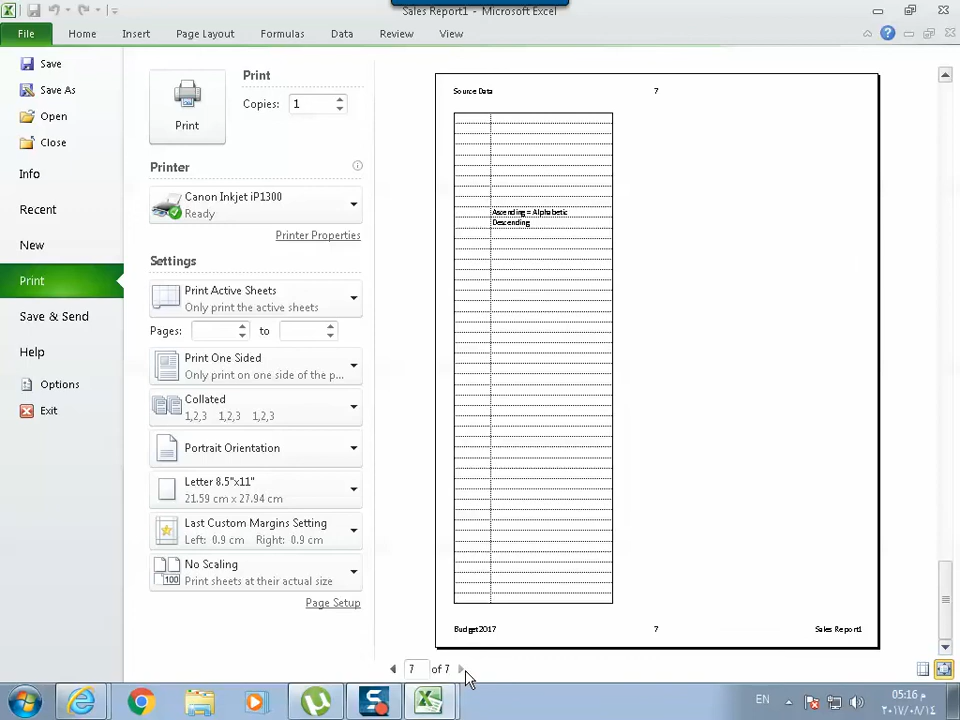 Sales Report1 - Microsoft Excel
File Home Insert Page Layout Formulas Data Review View
Save
Save As
Open
Close
Info
Recent
New
Print
Save & Send
Help
Options
Exit
Print
Print
Copies: 1
Printer
Canon Inkjet iP1300
Ready
Printer Properties
Settings
Print Active Sheets
Only print the active sheets
Pages: to
Print One Sided
Only print on one side of the p...
Collated
1,2,3 1,2,3 1,2,3
Portrait Orientation
Letter 8.5"x11"
21.59 cm x 27.94 cm
Last Custom Margins Setting
Left: 0.9 cm Right: 0.9 cm
No Scaling
100 Print sheets at their actual size
Page Setup
Source Data 7
Ascending = Alphabetic
Descending
Budget2017 7 Sales Report1
7 of 7
EN
05:16 م
٢٠١٧/٠٨/١٤